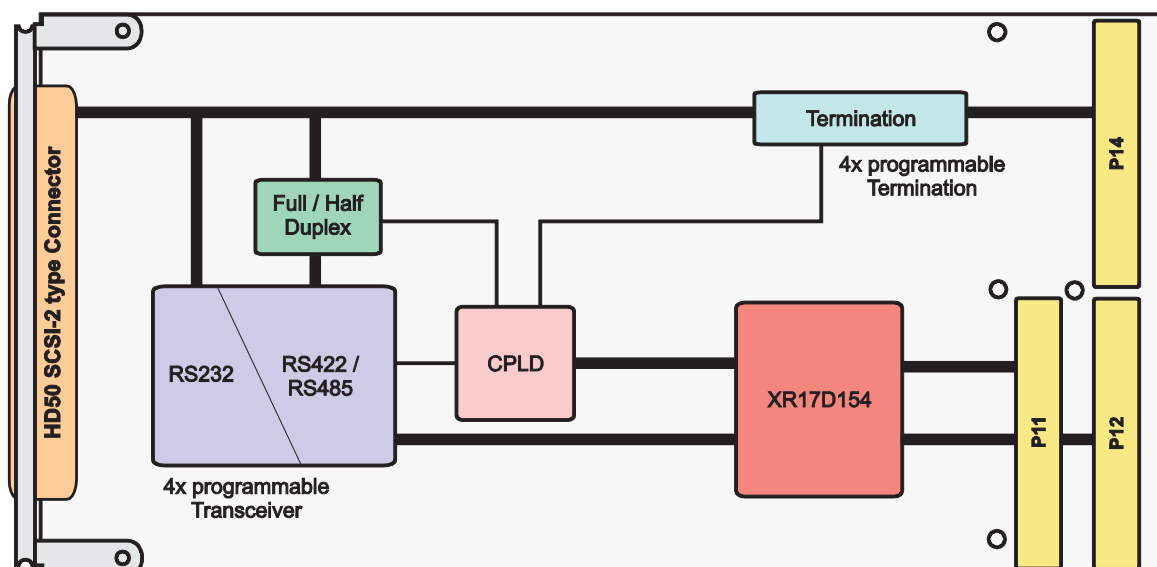 HD50 SCSI-2 type Connector
Termination
4x programmable
Termination
P14
Full / Half
Duplex
RS232
RS422 /
RS485
CPLD
XR17D154
P11
P12
4x programmable
Transceiver